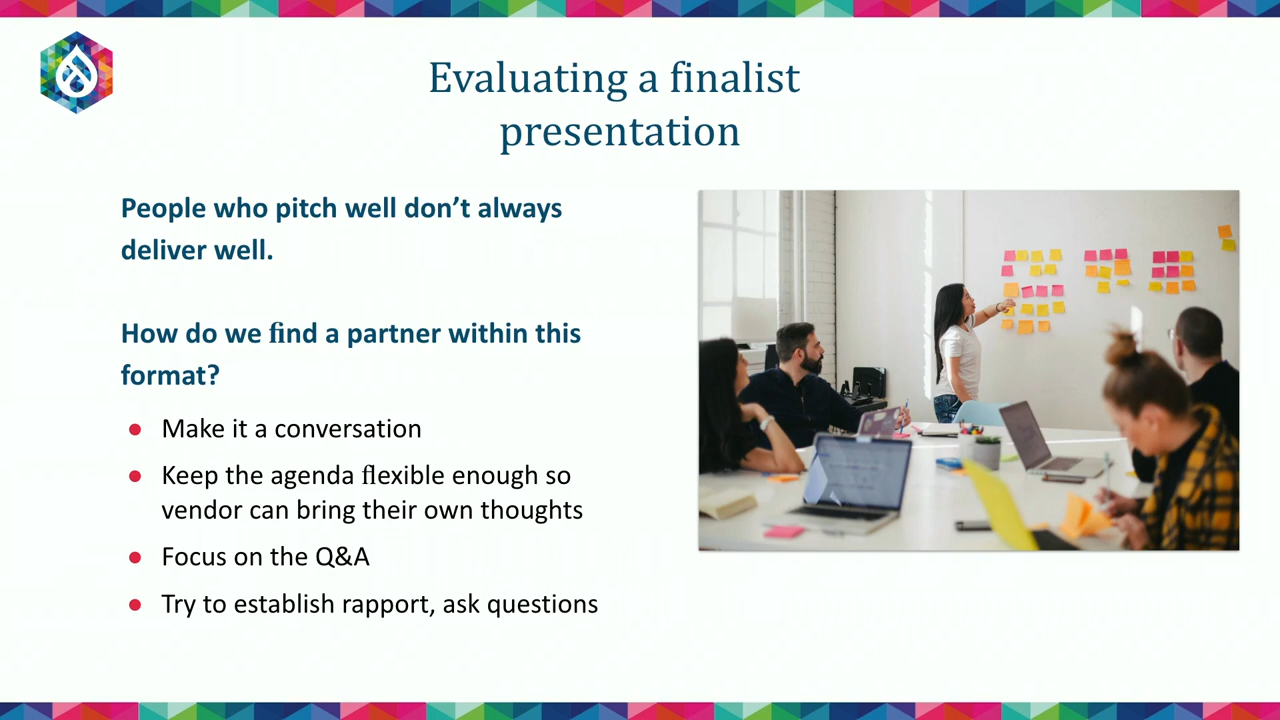 Evaluating a finalist
presentation
People who pitch well don’t always
deliver well.
How do we find a partner within this
format?
● Make it a conversation
● Keep the agenda flexible enough so
vendor can bring their own thoughts
● Focus on the Q&A
● Try to establish rapport, ask questions